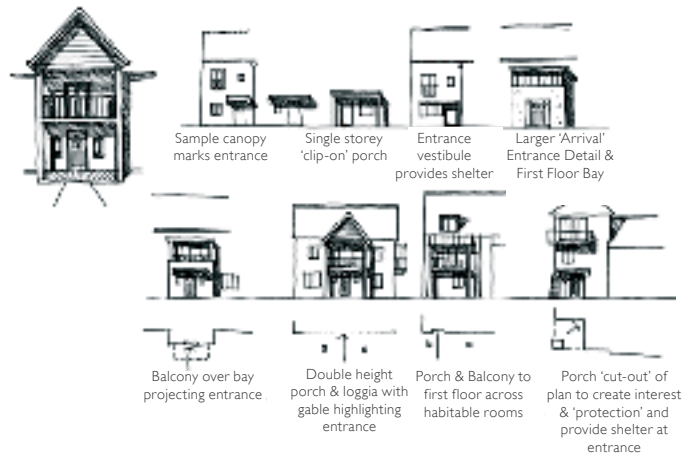 Sample canopy
marks entrance
Single storey
'clip-on' porch
Entrance
vestibule
provides shelter
Larger 'Arrival'
Entrance Detail &
First Floor Bay
Balcony over bay
projecting entrance
Double height
porch & loggia with
gable highlighting
entrance
Porch & Balcony to
first floor across
habitable rooms
Porch 'cut-out' of
plan to create interest
& 'protection' and
provide shelter at
entrance